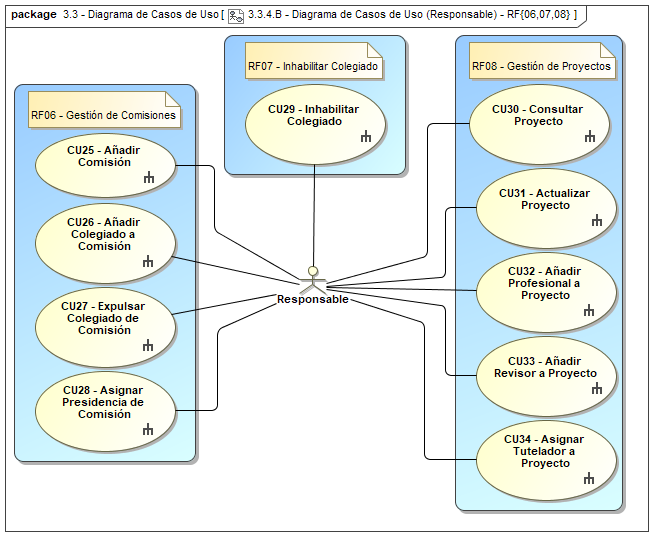 package 3.3 - Diagrama de Casos de Uso [ 3.3.4.B - Diagrama de Casos de Uso (Responsable) - RF{06,07,08} ]
RF06 - Gestión de Comisiones
CU25 - Añadir
Comisión
CU26 - Añadir
Colegiado a
Comisión
CU27 - Expulsar
Colegiado de
Comisión
CU28 - Asignar
Presidencia de
Comisión
RF07 - Inhabilitar Colegiado
CU29 - Inhabilitar
Colegiado
Responsable
RF08 - Gestión de Proyectos
CU30 - Consultar
Proyecto
CU31 - Actualizar
Proyecto
CU32 - Añadir
Profesional a
Proyecto
CU33 - Añadir
Revisor a Proyecto
CU34 - Asignar
Tutelador a
Proyecto